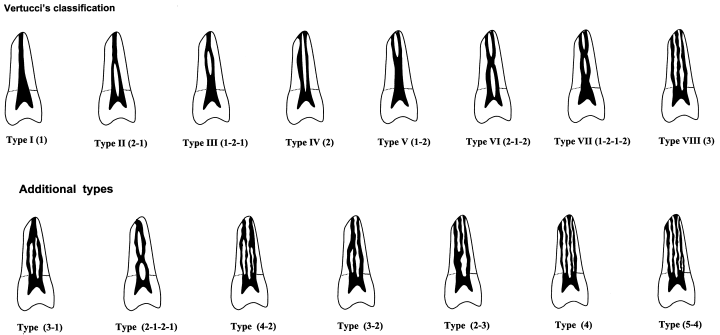 Vertucci's classification
Type I (1) Type II (2-1) Type III (1-2-1) Type IV (2) Type V (1-2) Type VI (2-1-2) Type VII (1-2-1-2) Type VIII (3)
Additional types
Type (3-1) Type (2-1-2-1) Type (4-2) Type (3-2) Type (2-3) Type (4) Type (5-4)